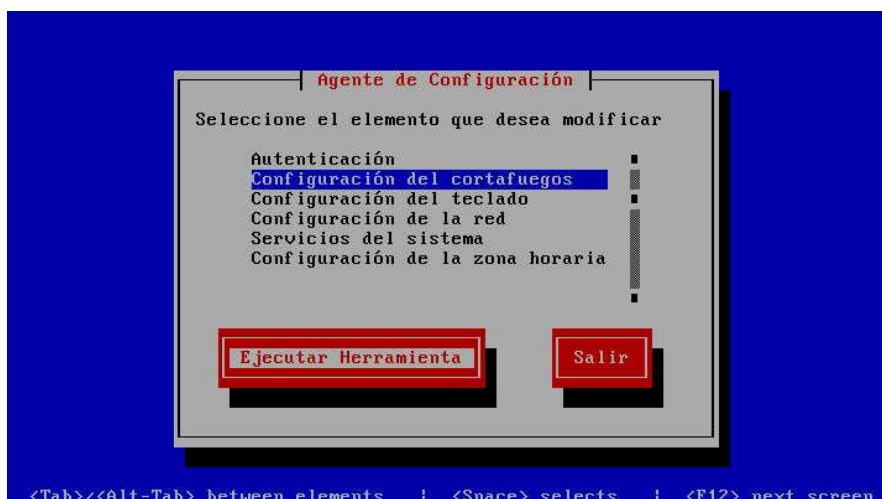 Agente de Configuración
Seleccione el elemento que desea modificar
Autenticación
Configuración del cortafuegos
Configuración del teclado
Configuración de la red
Servicios del sistema
Configuración de la zona horaria
Ejecutar Herramienta Salir
<Tab>/<Alt-Tab> between elements | <Space> selects | <F12> next screen